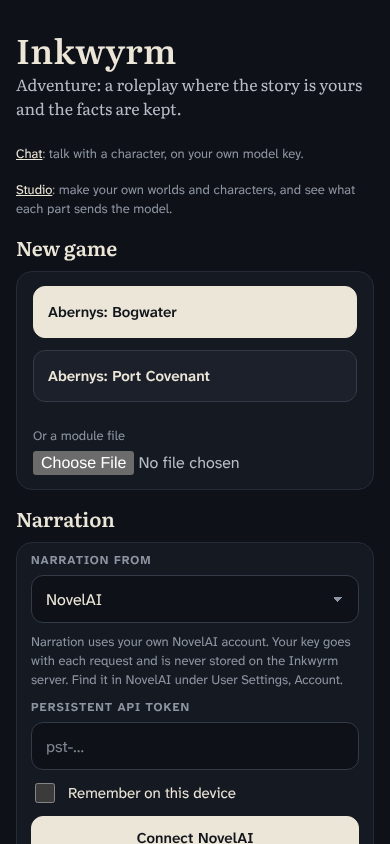 Inkwyrm
Adventure: a roleplay where the story is yours
and the facts are kept.
Chat: talk with a character, on your own model key.
Studio: make your own worlds and characters, and see what
each part sends the model.
New game
Abernys: Bogwater
Abernys: Port Covenant
Or a module file
Choose File No file chosen
Narration
NARRATION FROM
NovelAI
Narration uses your own NovelAI account. Your key goes
with each request and is never stored on the Inkwyrm
server. Find it in NovelAI under User Settings, Account.
PERSISTENT API TOKEN
pst-...
Remember on this device
Connect NovelAI